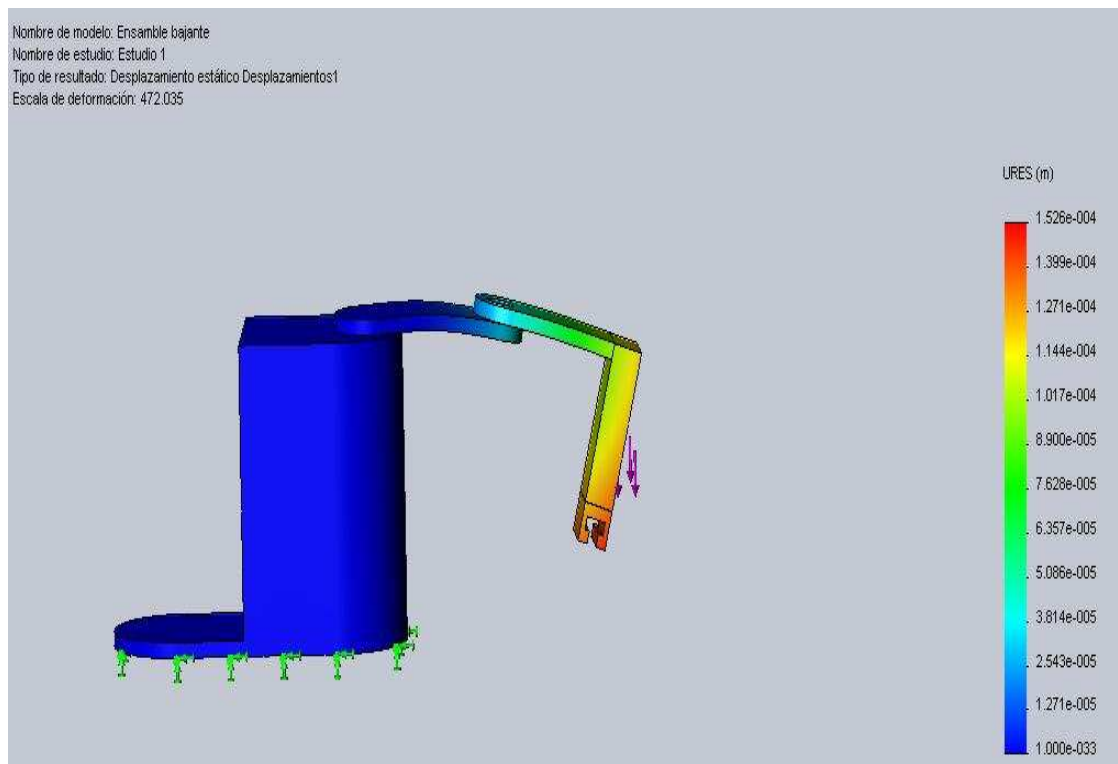 Nombre de modelo: Ensamble bajante
Nombre de estudio: Estudio 1
Tipo de resultado: Desplazamiento estático Desplazamientos1
Escala de deformación: 472.035
URES (m)
1.526e-004
1.399e-004
1.271e-004
1.144e-004
1.017e-004
8.900e-005
7.628e-005
6.357e-005
5.086e-005
3.814e-005
2.543e-005
1.271e-005
1.000e-033